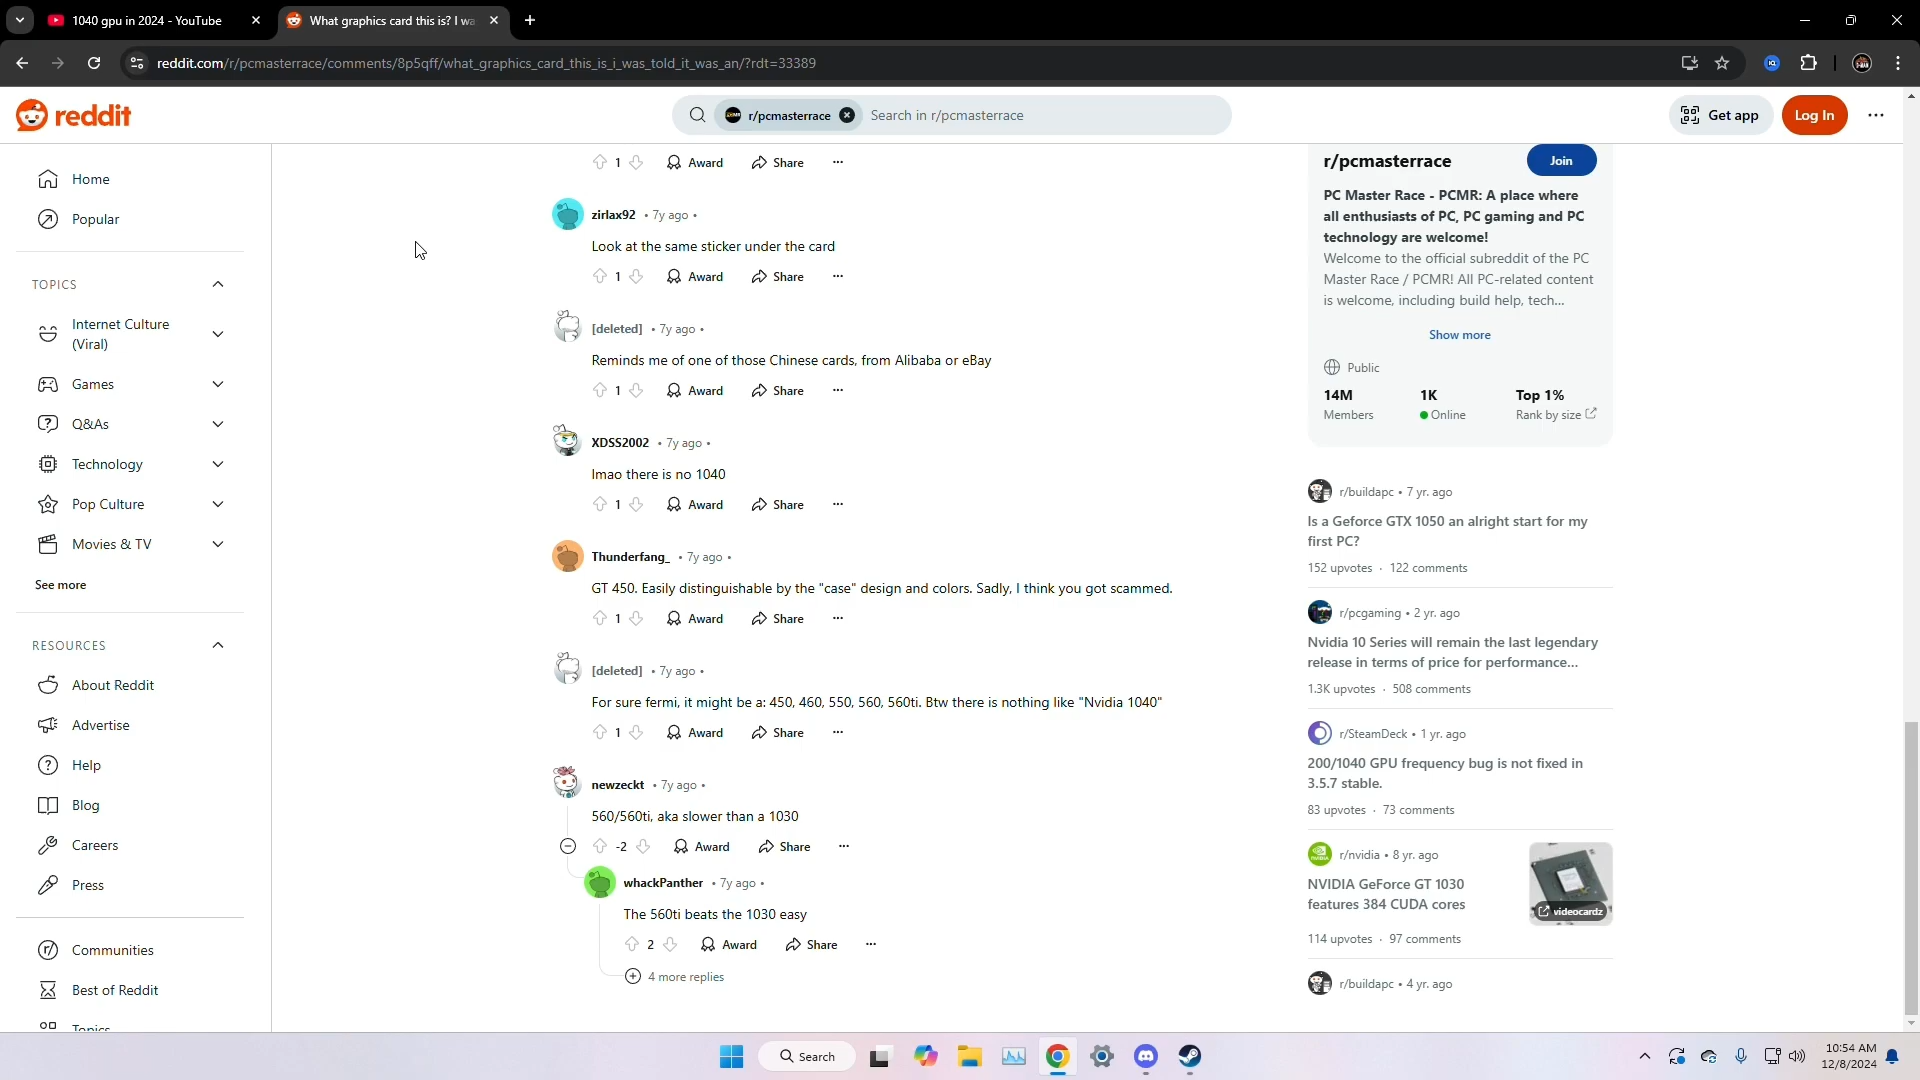 1040 gpu in 2024 - YouTube
What graphics card this is? I wa
reddit.com/r/pcmasterrace/comments/8p5qff/what_graphics_card_this_is_i_was_told_it_was_an/?rdt=33389
reddit
r/pcmasterrace
Search in r/pcmasterrace
Get app
Log In
Home
Popular
TOPICS
Internet Culture
(Viral)
Games
Q&As
Technology
Pop Culture
Movies & TV
See more
RESOURCES
About Reddit
Advertise
Help
Blog
Careers
Press
Communities
Best of Reddit
Topics
1 Award Share
zirlax92 • 7y ago •
Look at the same sticker under the card
1 Award Share
[deleted] • 7y ago •
Reminds me of one of those Chinese cards, from Alibaba or eBay
1 Award Share
XDSS2002 • 7y ago •
lmao there is no 1040
1 Award Share
Thunderfang_ • 7y ago •
GT 450. Easily distinguishable by the "case" design and colors. Sadly, I think you got scammed.
1 Award Share
[deleted] • 7y ago •
For sure fermi, it might be a: 450, 460, 550, 560, 560ti. Btw there is nothing like "Nvidia 1040"
1 Award Share
newzeckt • 7y ago •
560/560ti, aka slower than a 1030
-2 Award Share
whackPanther • 7y ago •
The 560ti beats the 1030 easy
2 Award Share
4 more replies
r/pcmasterrace
Join
PC Master Race - PCMR: A place where
all enthusiasts of PC, PC gaming and PC
technology are welcome!
Welcome to the official subreddit of the PC
Master Race / PCMR! All PC-related content
is welcome, including build help, tech...
Show more
Public
14M 1K Top 1%
Members Online Rank by size
r/buildapc • 7 yr. ago
Is a Geforce GTX 1050 an alright start for my
first PC?
152 upvotes · 122 comments
r/pcgaming • 2 yr. ago
Nvidia 10 Series will remain the last legendary
release in terms of price for performance...
1.3K upvotes · 508 comments
r/SteamDeck • 1 yr. ago
200/1040 GPU frequency bug is not fixed in
3.5.7 stable.
83 upvotes · 73 comments
r/nvidia • 8 yr. ago
NVIDIA GeForce GT 1030
features 384 CUDA cores
videocardz
114 upvotes · 97 comments
r/buildapc • 4 yr. ago
Search
10:54 AM
12/8/2024